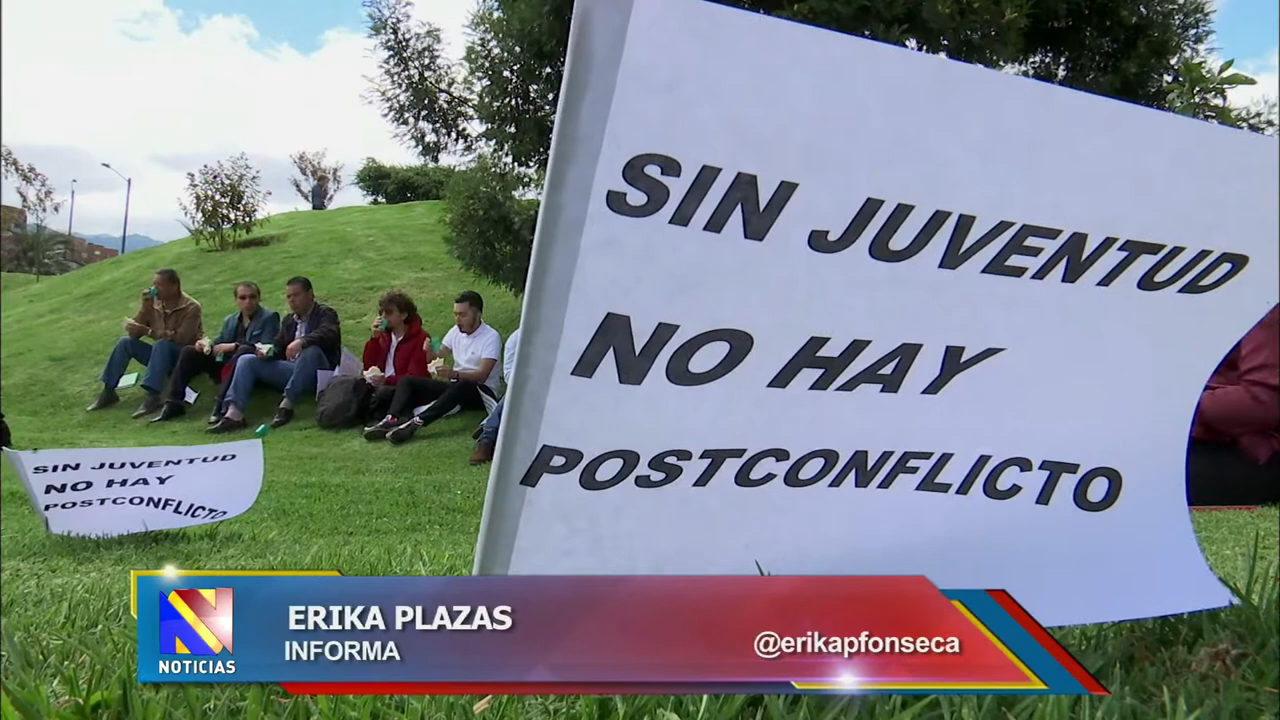 SIN JUVENTUD
NO HAY
POSTCONFLICTO
SIN JUVENTUD
NO HAY
POSTCONFLICTO
N
NOTICIAS
ERIKA PLAZAS
INFORMA
@erikapfonseca